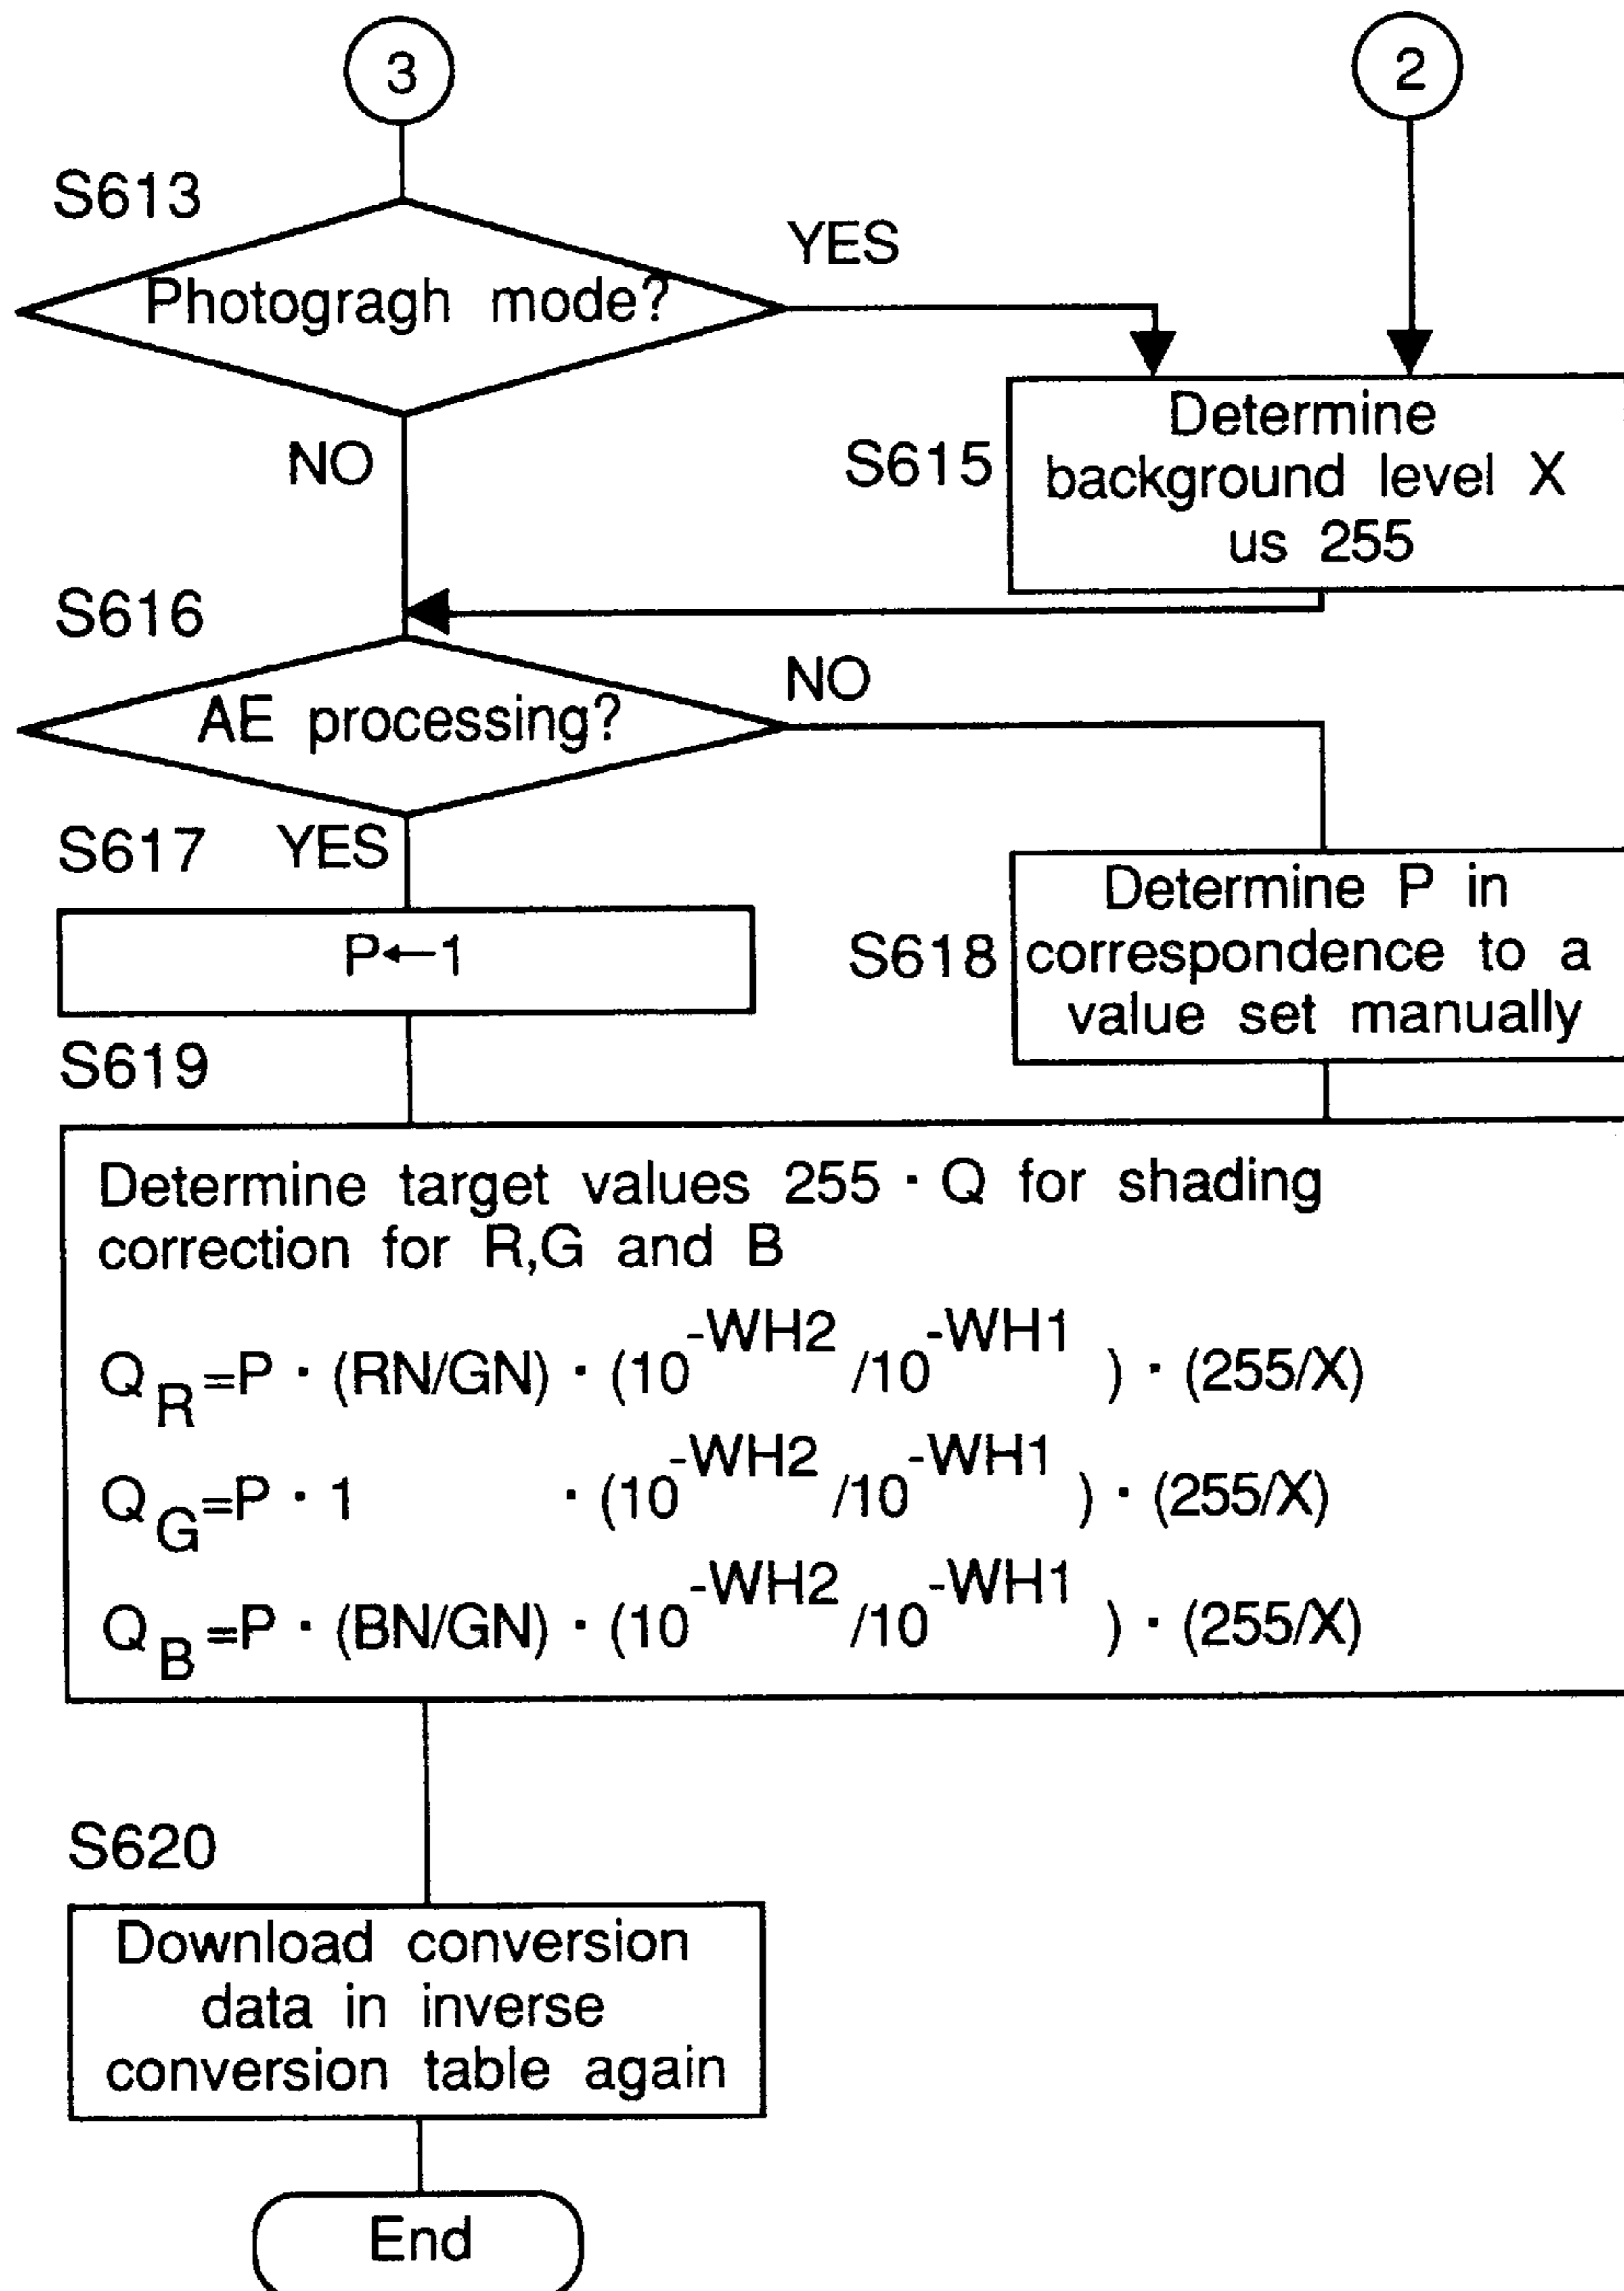 3
2
S613
Photogragh mode?
YES
NO
S615
Determine
background level X
us 255
S616
AE processing?
NO
YES
S617
P←1
S618
Determine P in
correspondence to a
value set manually
S619
Determine target values 255 · Q for shading
correction for R,G and B
Q_R=P · (RN/GN) · (10^-WH2 /10^-WH1 ) · (255/X)
Q_G=P · 1 · (10^-WH2 /10^-WH1 ) · (255/X)
Q_B=P · (BN/GN) · (10^-WH2 /10^-WH1 ) · (255/X)
S620
Download conversion
data in inverse
conversion table again
End